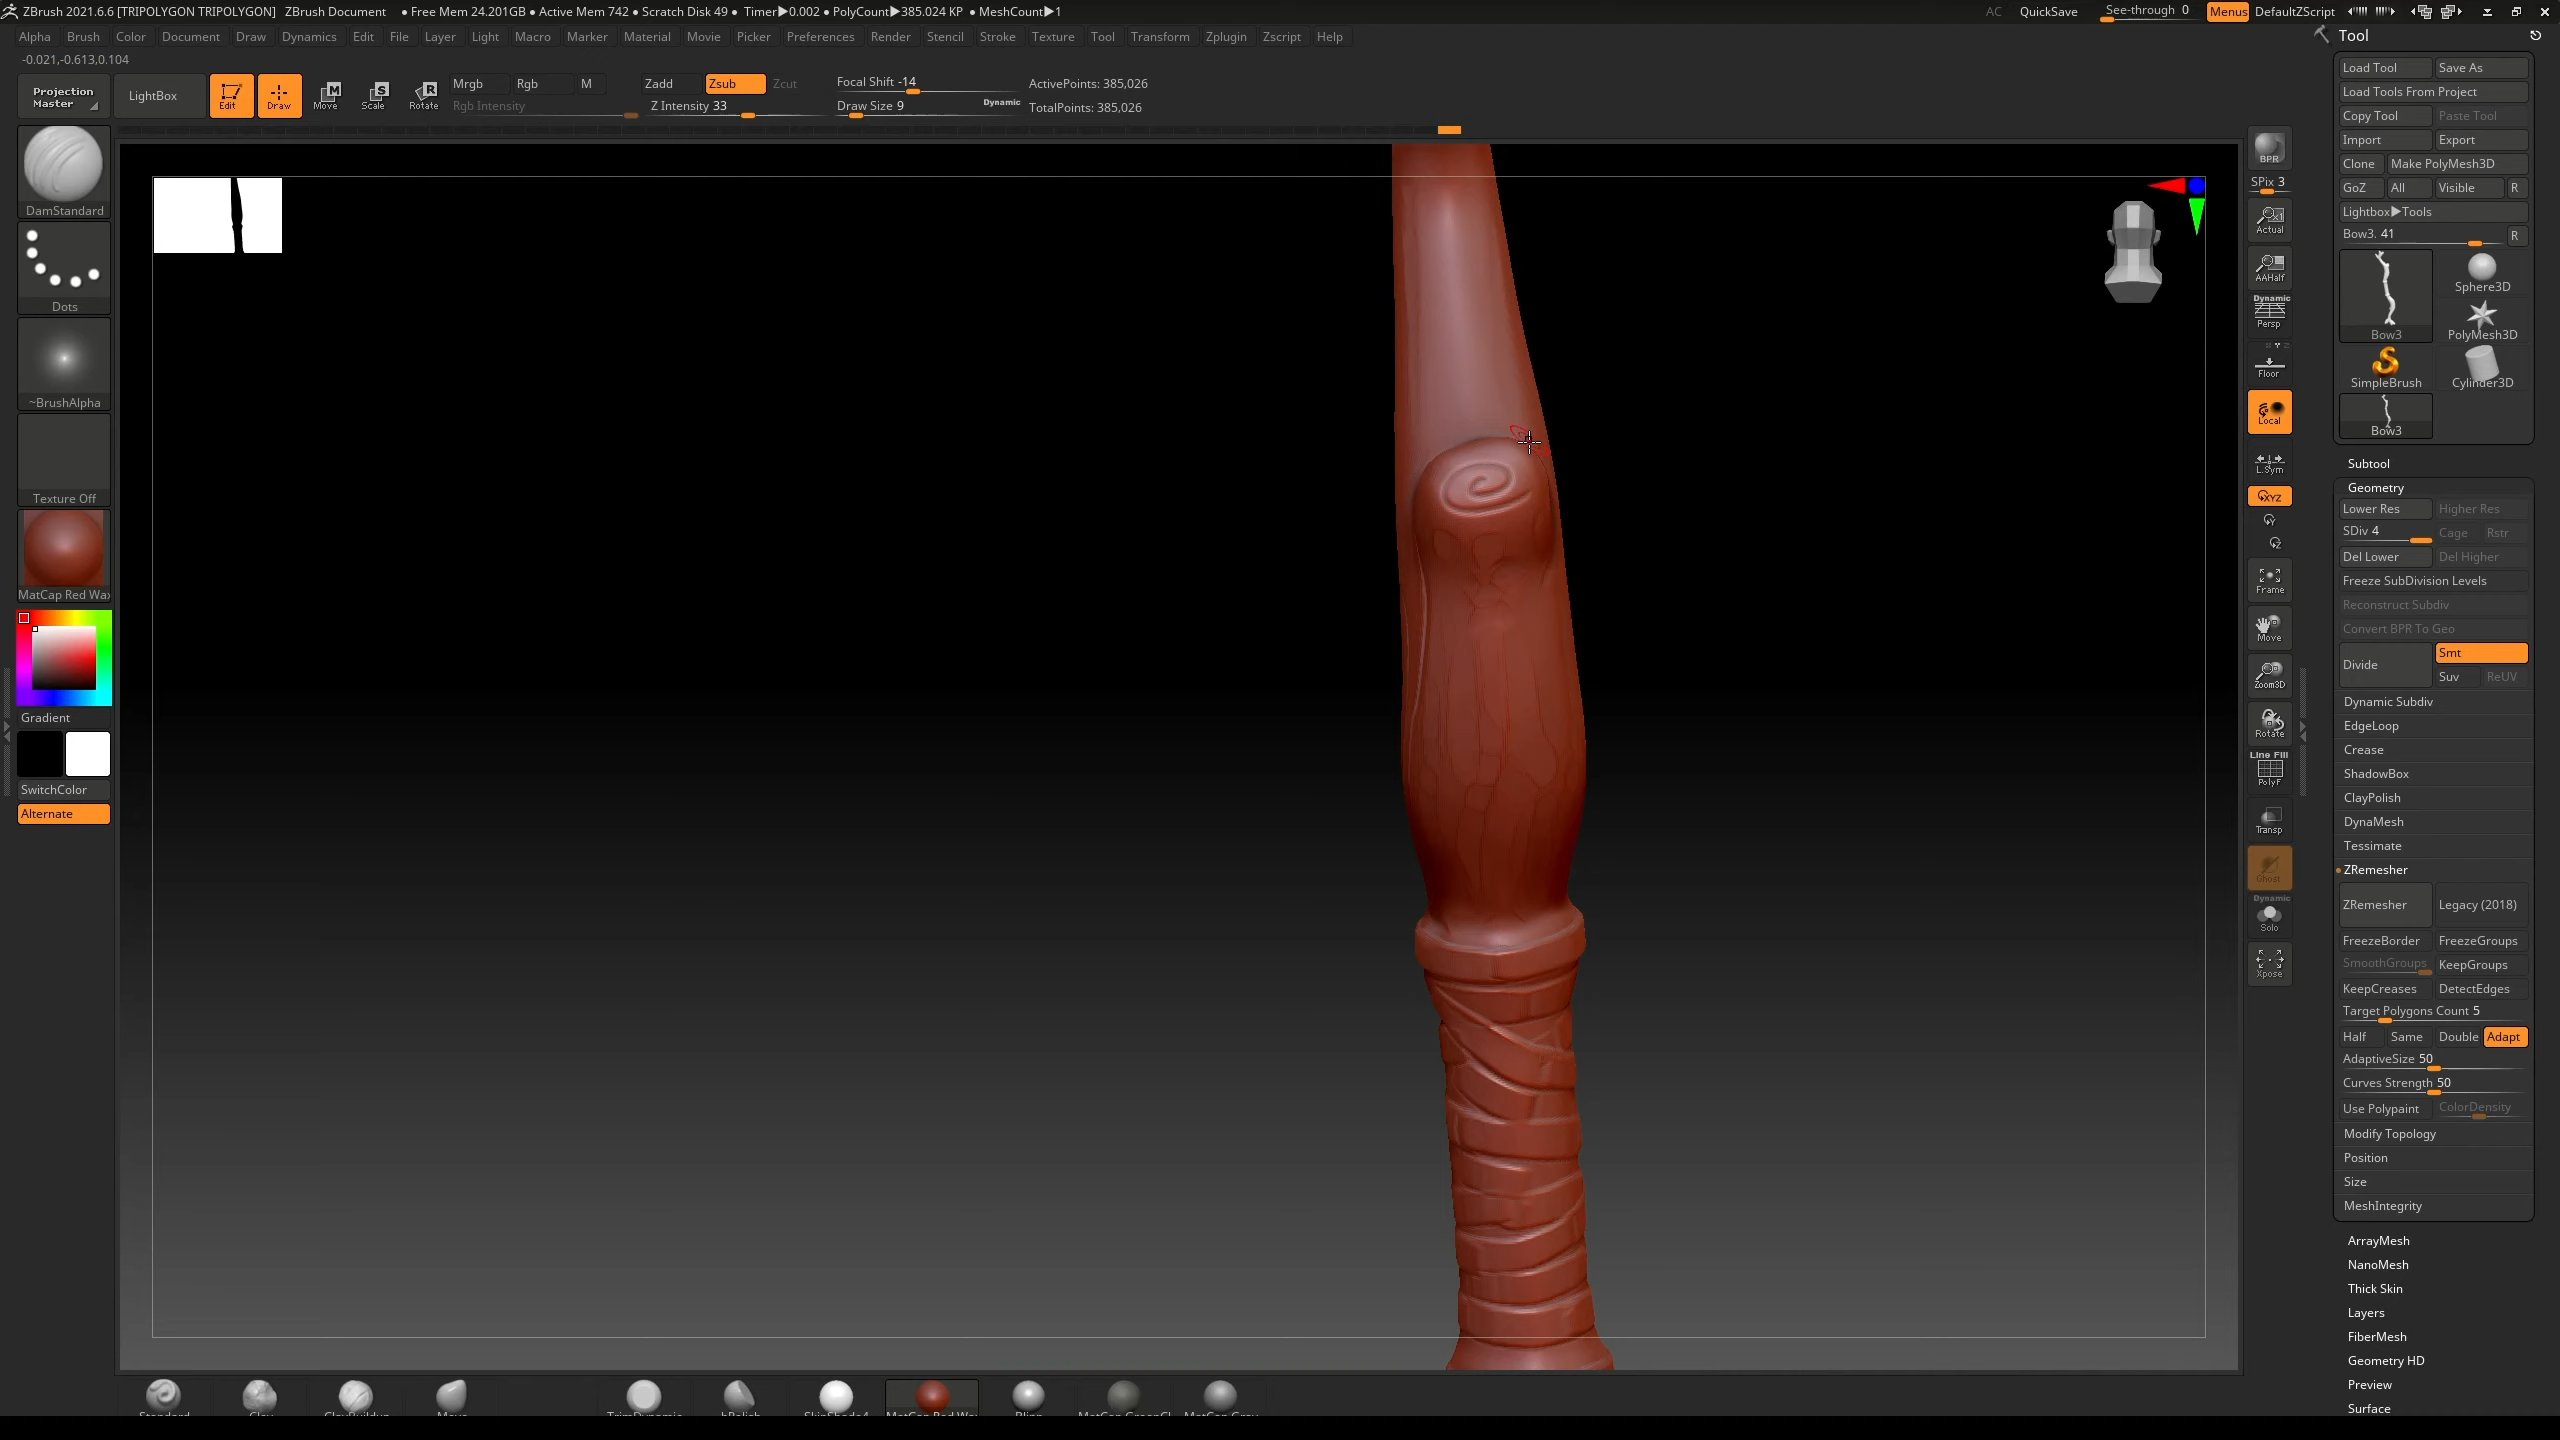 ZBrush 2021.6.6 [TRIPOLYGON TRIPOLYGON] ZBrush Document • Free Mem 24.201GB • Active Mem 742 • Scratch Disk 49 • Timer▶0.002 • PolyCount▶385.024 KP • MeshCount▶1 AC QuickSave See-through 0 Menus DefaultZScript
Alpha Brush Color Document Draw Dynamics Edit File Layer Light Macro Marker Material Movie Picker Preferences Render Stencil Stroke Texture Tool Transform Zplugin Zscript Help
Tool
-0.021,-0.613,0.104
Projection Master
LightBox
Edit
Draw
Move
Scale
Rotate
Mrgb Rgb M
Rgb Intensity
Zadd Zsub Zcut
Z Intensity 33
Focal Shift -14
Draw Size 9
Dynamic
ActivePoints: 385,026
TotalPoints: 385,026
DamStandard
Dots
~BrushAlpha
Texture Off
MatCap Red Wax
Gradient
SwitchColor
Alternate
BPR
SPix 3
Actual
AAHalf
Dynamic
Persp
Floor
Local
L.Sym
XYZ
Frame
Move
Zoom3D
Rotate
Line Fill
PolyF
Transp
Ghost
Dynamic
Solo
Xpose
Load Tool Save As
Load Tools From Project
Copy Tool Paste Tool
Import Export
Clone Make PolyMesh3D
GoZ All Visible R
Lightbox▶Tools
Bow3. 41 R
Bow3
Sphere3D
PolyMesh3D
SimpleBrush
Cylinder3D
Bow3
Subtool
Geometry
Lower Res Higher Res
SDiv 4 Cage Rstr
Del Lower Del Higher
Freeze SubDivision Levels
Reconstruct Subdiv
Convert BPR To Geo
Divide Smt
Suv ReUV
Dynamic Subdiv
EdgeLoop
Crease
ShadowBox
ClayPolish
DynaMesh
Tessimate
ZRemesher
ZRemesher Legacy (2018)
FreezeBorder FreezeGroups
SmoothGroups KeepGroups
KeepCreases DetectEdges
Target Polygons Count 5
Half Same Double Adapt
AdaptiveSize 50
Curves Strength 50
Use Polypaint ColorDensity
Modify Topology
Position
Size
MeshIntegrity
ArrayMesh
NanoMesh
Thick Skin
Layers
FiberMesh
Geometry HD
Preview
Surface